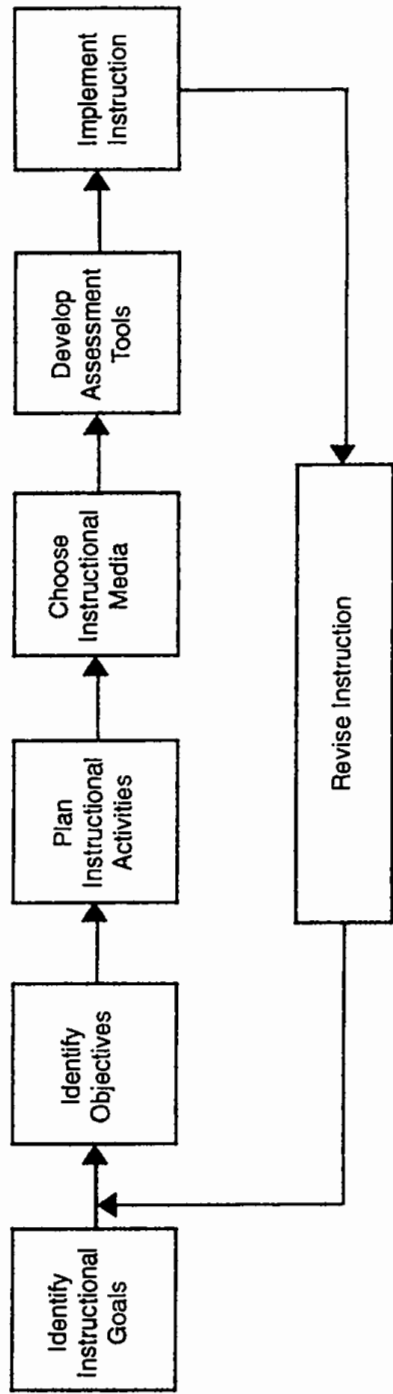 Identify
Instructional
Goals
Identify
Objectives
Plan
Instructional
Activities
Choose
Instructional
Media
Develop
Assessment
Tools
Implement
Instruction
Revise Instruction